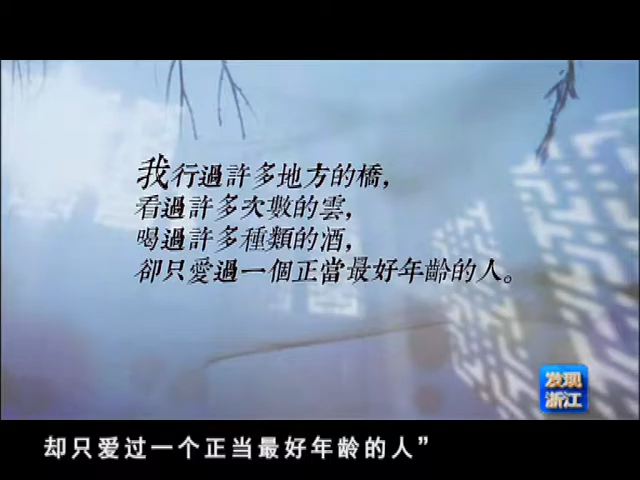 我行過許多地方的橋，
看過許多次數的雲，
喝過許多種類的酒，
卻只愛過一個正當最好年齡的人。
发现
浙江
却只爱过一个正当最好年龄的人”